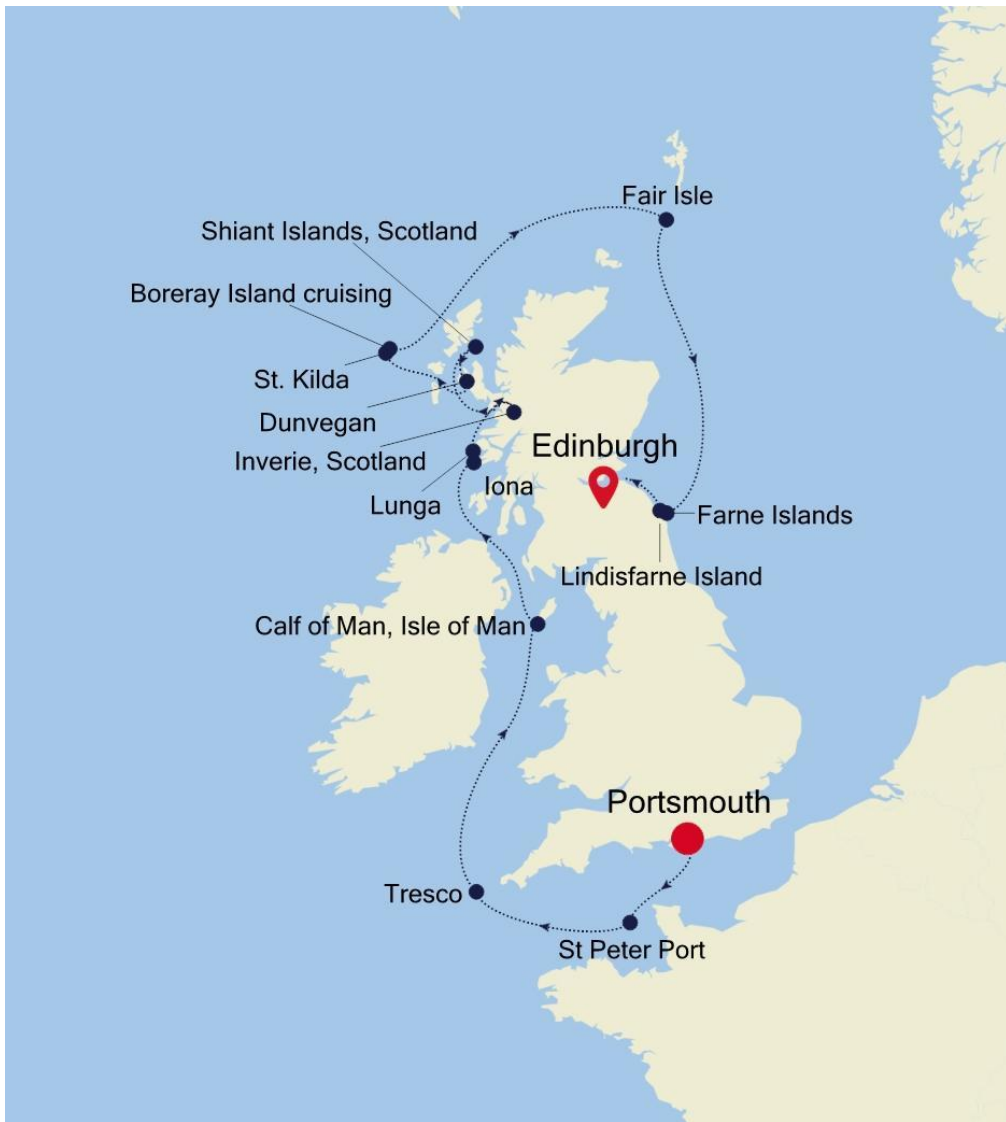 Fair Isle
Shiant Islands, Scotland
Boreray Island cruising
St. Kilda
Dunvegan
Inverie, Scotland
Edinburgh
Lunga
Iona
Farne Islands
Lindisfarne Island
Calf of Man, Isle of Man
Portsmouth
Tresco
St Peter Port